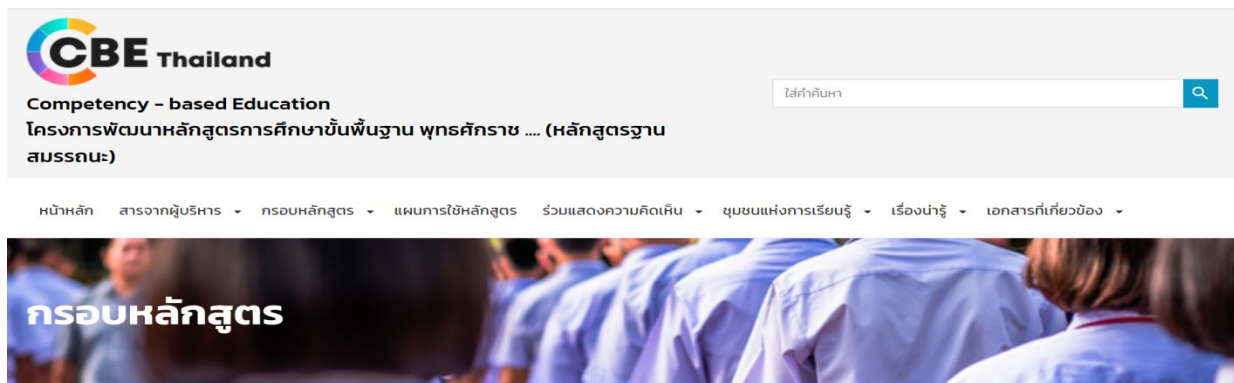 CBE Thailand
Competency - based Education
โครงการพัฒนาหลักสูตรการศึกษาขั้นพื้นฐาน พุทธศักราช .... (หลักสูตรฐาน
สมรรถนะ)
ใส่คำค้นหา
หน้าหลัก สารจากผู้บริหาร กรอบหลักสูตร แผนการใช้หลักสูตร ร่วมแสดงความคิดเห็น ชุมชนแห่งการเรียนรู้ เรื่องน่ารู้ เอกสารที่เกี่ยวข้อง
กรอบหลักสูตร